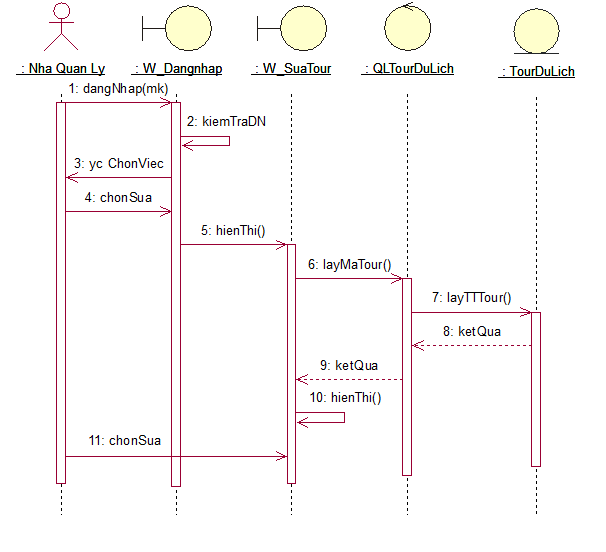 : Nha Quan Ly
: W_Dangnhap
: W_SuaTour
: QLTourDuLich
: TourDuLich
1: dangNhap(mk)
2: kiemTraDN
3: yc ChonViec
4: chonSua
5: hienThi()
6: layMaTour()
7: layTTTour()
8: ketQua
9: ketQua
10: hienThi()
11: chonSua